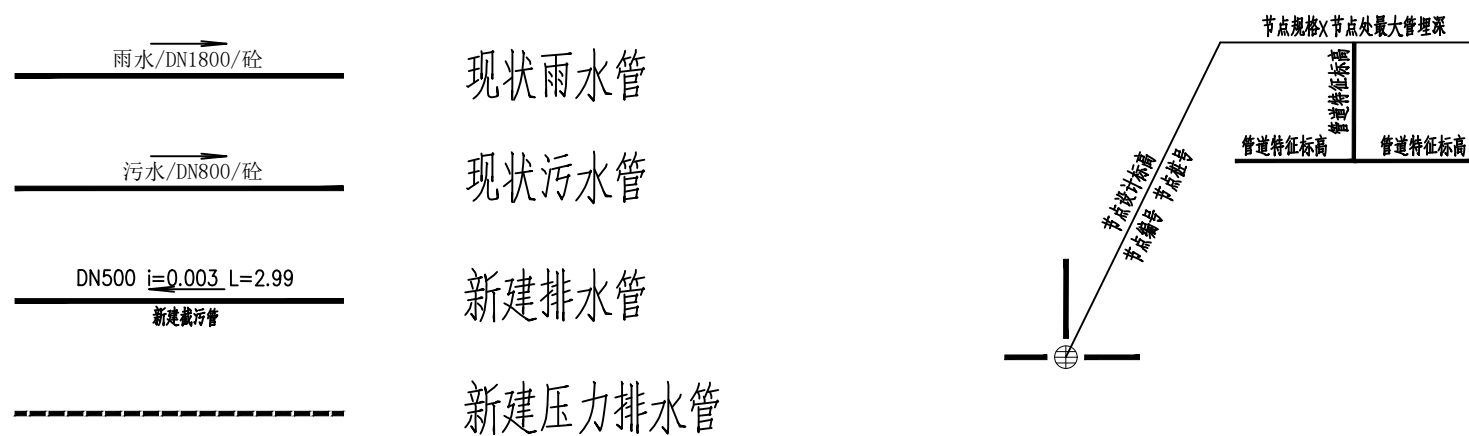 雨水/DN1800/砼
现状雨水管
污水/DN800/砼
现状污水管
DN500 i=0.003 L=2.99
新建截污管
新建排水管
新建压力排水管
节点规格X节点处最大管埋深
管道特征标高
管道特征标高
管道特征标高
节点设计标高
节点编号 节点桩号